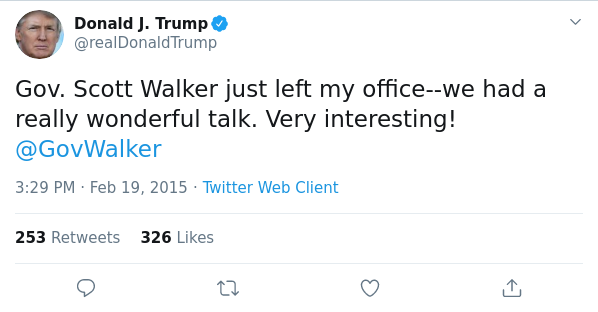 Donald J. Trump
@realDonaldTrump
Gov. Scott Walker just left my office--we had a
really wonderful talk. Very interesting!
@GovWalker
3:29 PM · Feb 19, 2015 · Twitter Web Client
253 Retweets 326 Likes